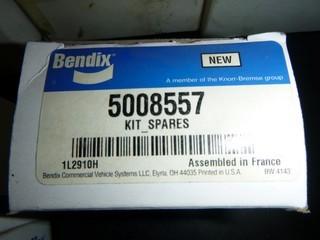 Bendix
NEW
A member of the Knorr-Bremse group
5008557
KIT_SPARES
1L2910H
Assembled in France
Bendix Commercial Vehicle Systems LLC, Elyria, OH 44035 Printed in U.S.A.
BW 4143